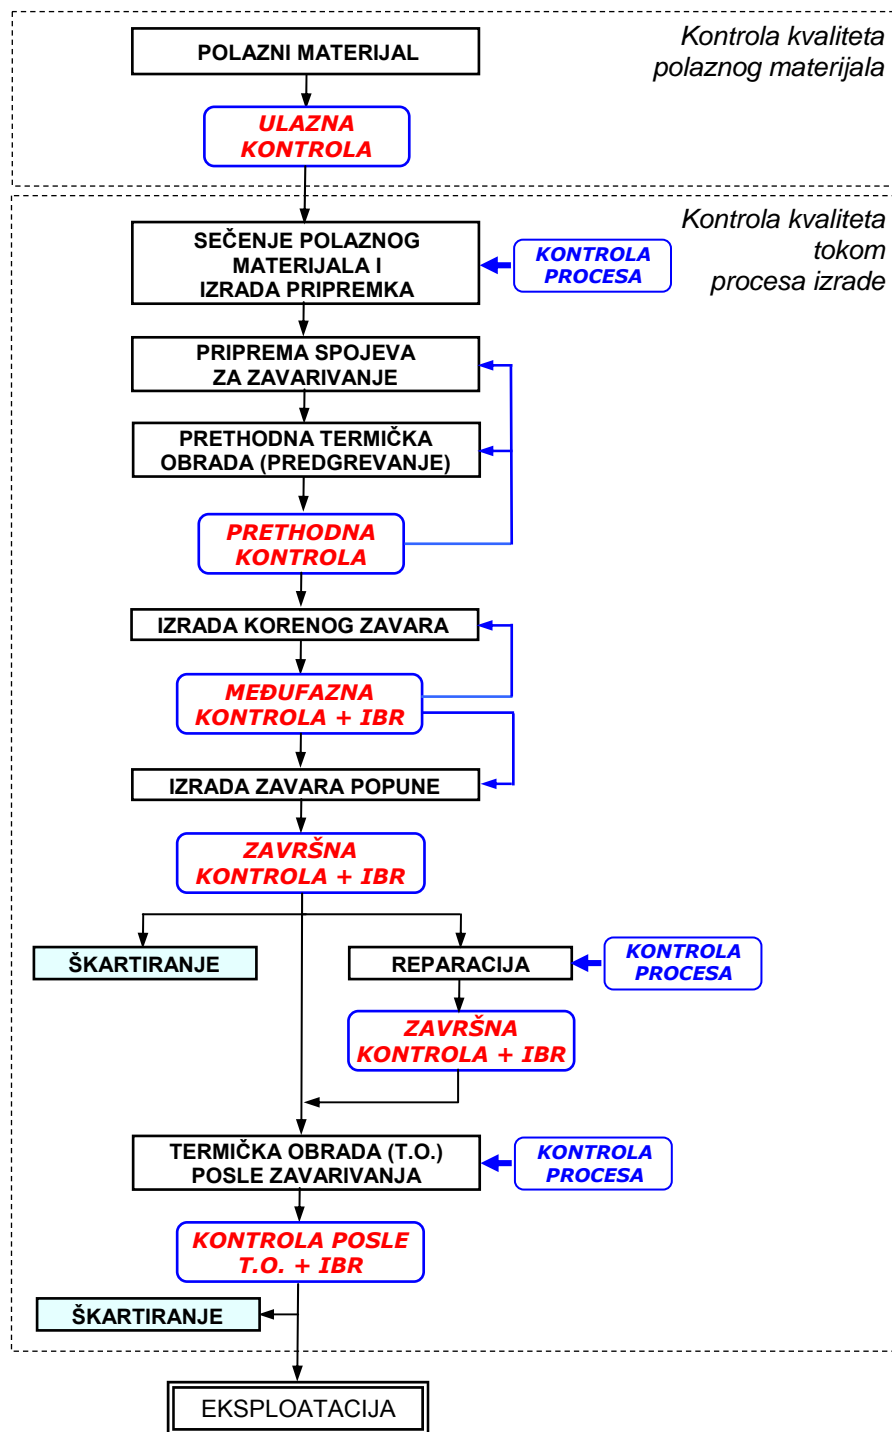 Kontrola kvaliteta
polaznog materijala
POLAZNI MATERIJAL
ULAZNA
KONTROLA
Kontrola kvaliteta
tokom
procesa izrade
SEČENJE POLAZNOG
MATERIJALA I
IZRADA PRIPREMKA
KONTROLA
PROCESA
PRIPREMA SPOJEVA
ZA ZAVARIVANJE
PRETHODNA TERMIČKA
OBRADA (PREDGREVANJE)
PRETHODNA
KONTROLA
IZRADA KORENOG ZAVARA
MEĐUFAZNA
KONTROLA + IBR
IZRADA ZAVARA POPUNE
ZAVRŠNA
KONTROLA + IBR
ŠKARTIRANJE
REPARACIJA
KONTROLA
PROCESA
ZAVRŠNA
KONTROLA + IBR
TERMIČKA OBRADA (T.O.)
POSLE ZAVARIVANJA
KONTROLA
PROCESA
KONTROLA POSLE
T.O. + IBR
ŠKARTIRANJE
EKSPLOATACIJA